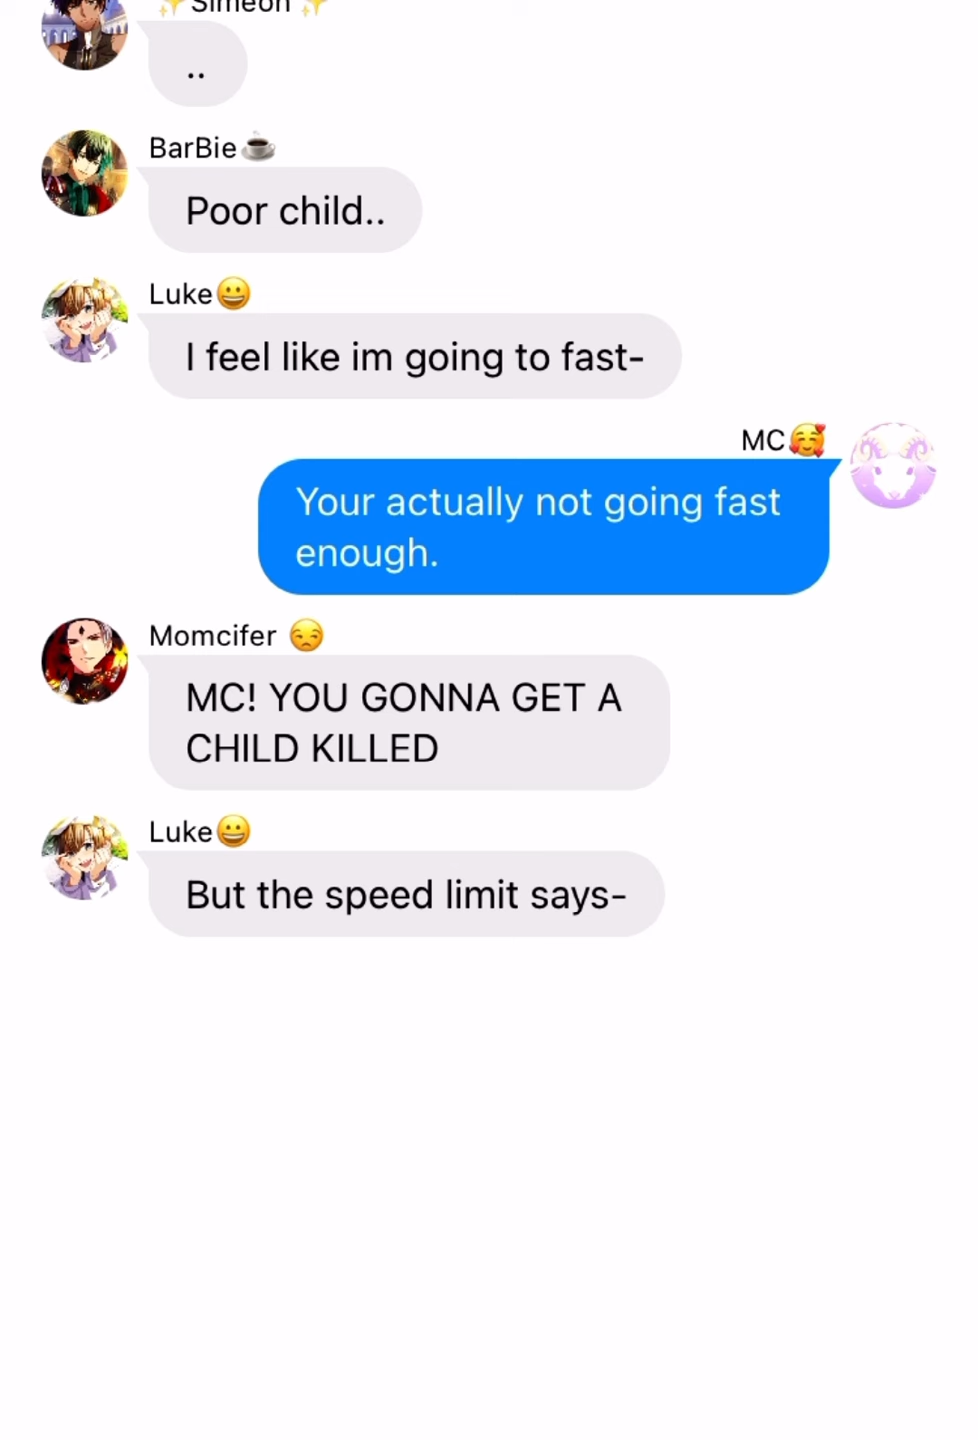 ✨Simeon✨
..
BarBie☕
Poor child..
Luke😀
I feel like im going to fast-
MC🥰
Your actually not going fast
enough.
Momcifer 😒
MC! YOU GONNA GET A
CHILD KILLED
Luke😀
But the speed limit says-